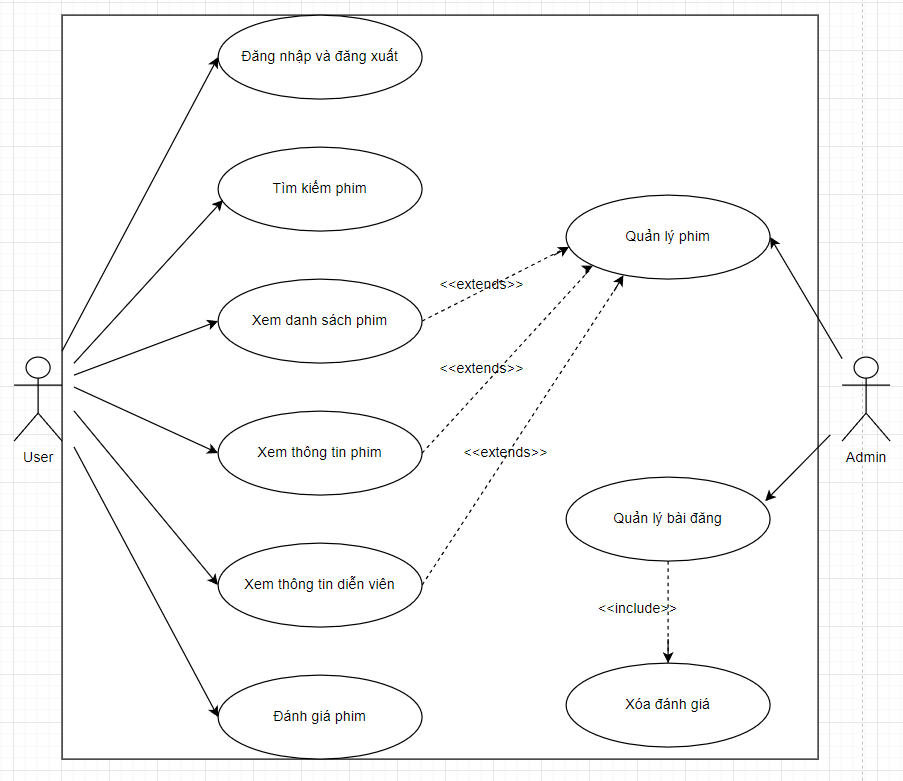 Đăng nhập và đăng xuất
Tìm kiếm phim
Quản lý phim
<<extends>>
Xem danh sách phim
<<extends>>
Xem thông tin phim
<<extends>>
User
Admin
Quản lý bài đăng
Xem thông tin diễn viên
<<include>>
Xóa đánh giá
Đánh giá phim